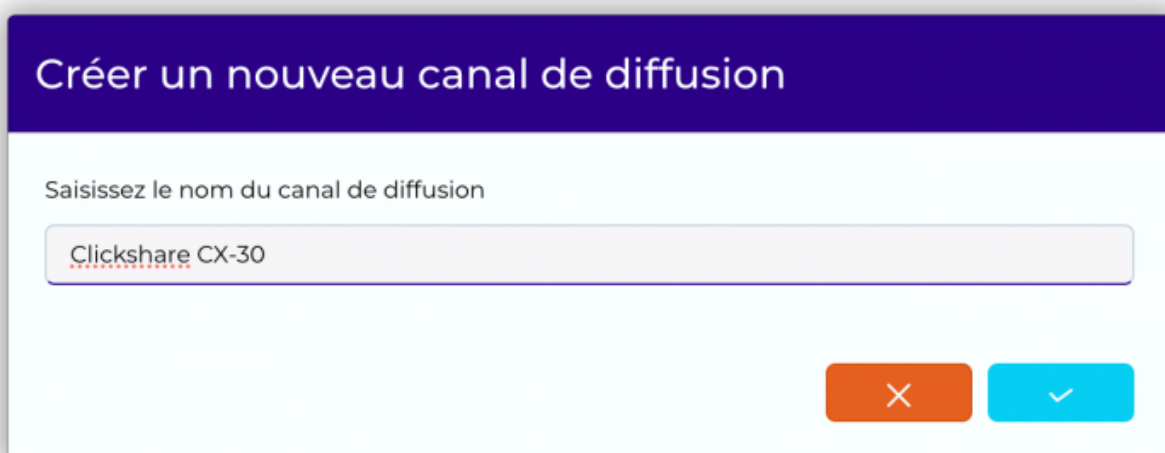 Créer un nouveau canal de diffusion
Saisissez le nom du canal de diffusion
Clickshare CX-30